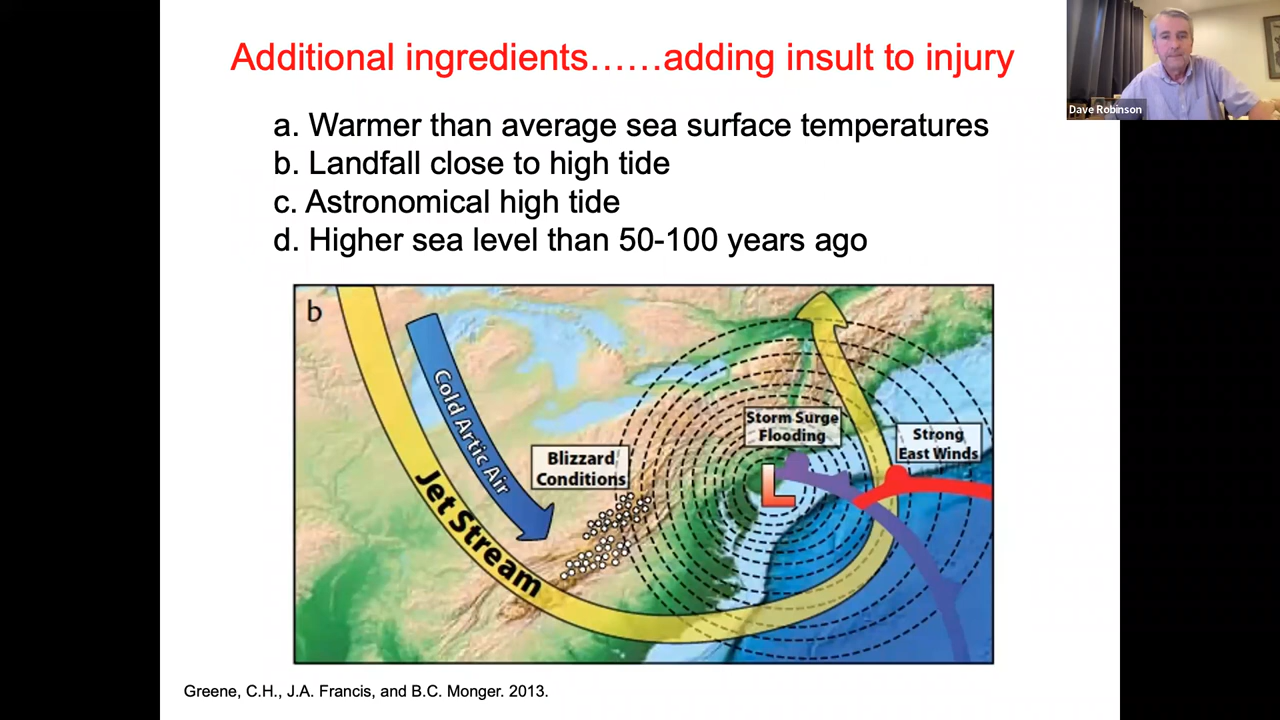 Additional ingredients……adding insult to injury
Dave Robinson
a. Warmer than average sea surface temperatures
b. Landfall close to high tide
c. Astronomical high tide
d. Higher sea level than 50-100 years ago
b
Cold Artic Air
Jet Stream
Blizzard
Conditions
Storm Surge
Flooding
Strong
East Winds
L
Greene, C.H., J.A. Francis, and B.C. Monger. 2013.